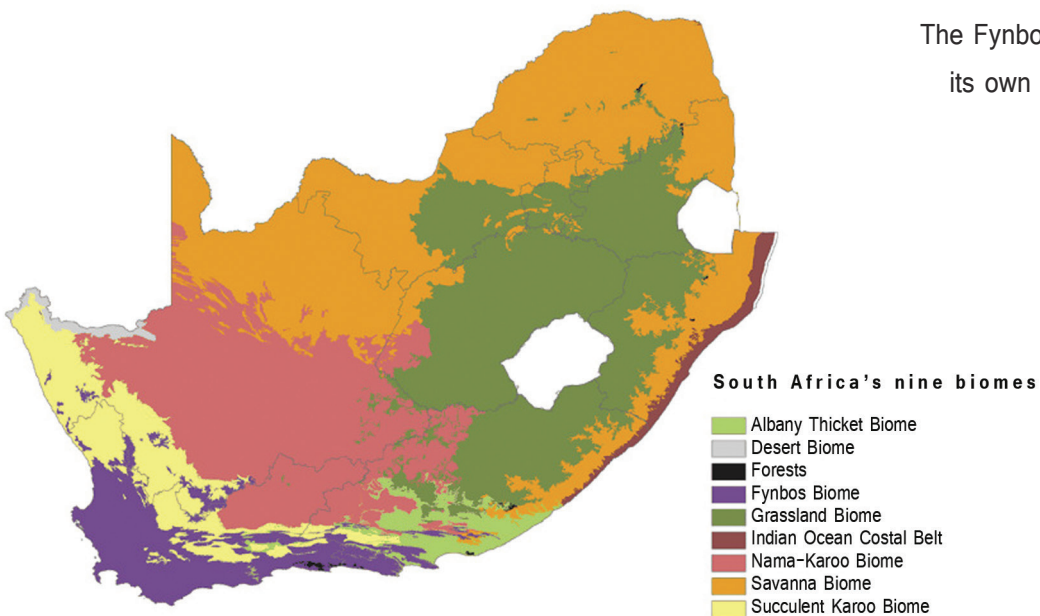 The Fynbo
its own
South Africa's nine biomes
Albany Thicket Biome
Desert Biome
Forests
Fynbos Biome
Grassland Biome
Indian Ocean Costal Belt
Nama-Karoo Biome
Savanna Biome
Succulent Karoo Biome